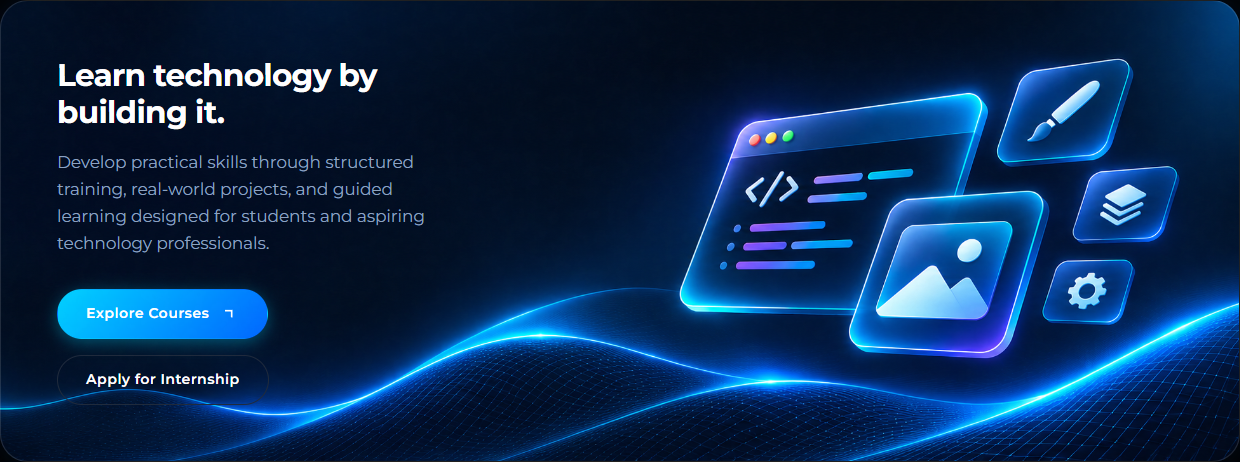 Learn technology by
building it.
Develop practical skills through structured
training, real-world projects, and guided
learning designed for students and aspiring
technology professionals.
Explore Courses
Apply for Internship